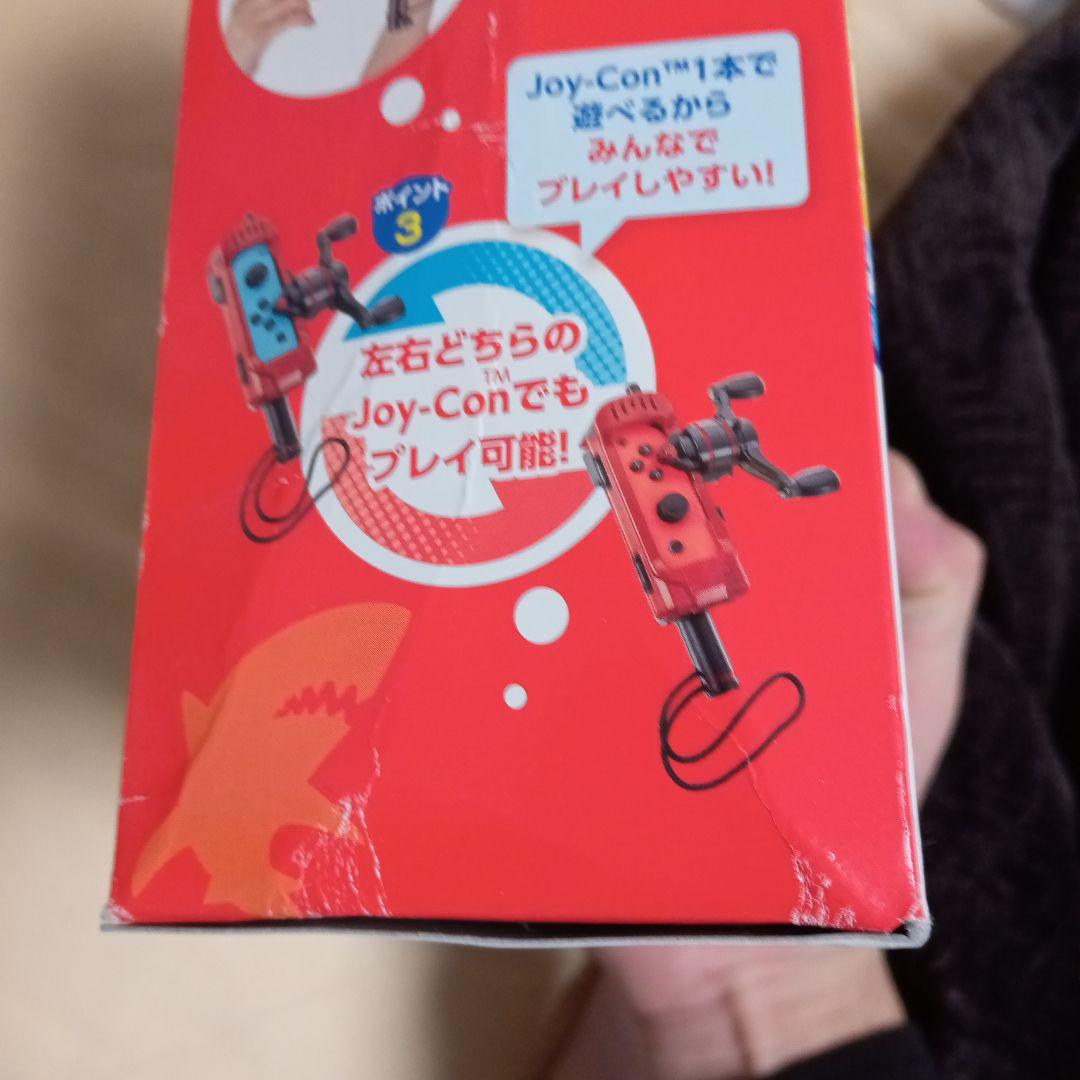 Joy-Con™1本で
遊べるから
みんなで
プレイしやすい!
ポイント
3
左右どちらの
Joy-Con™でも
プレイ可能!